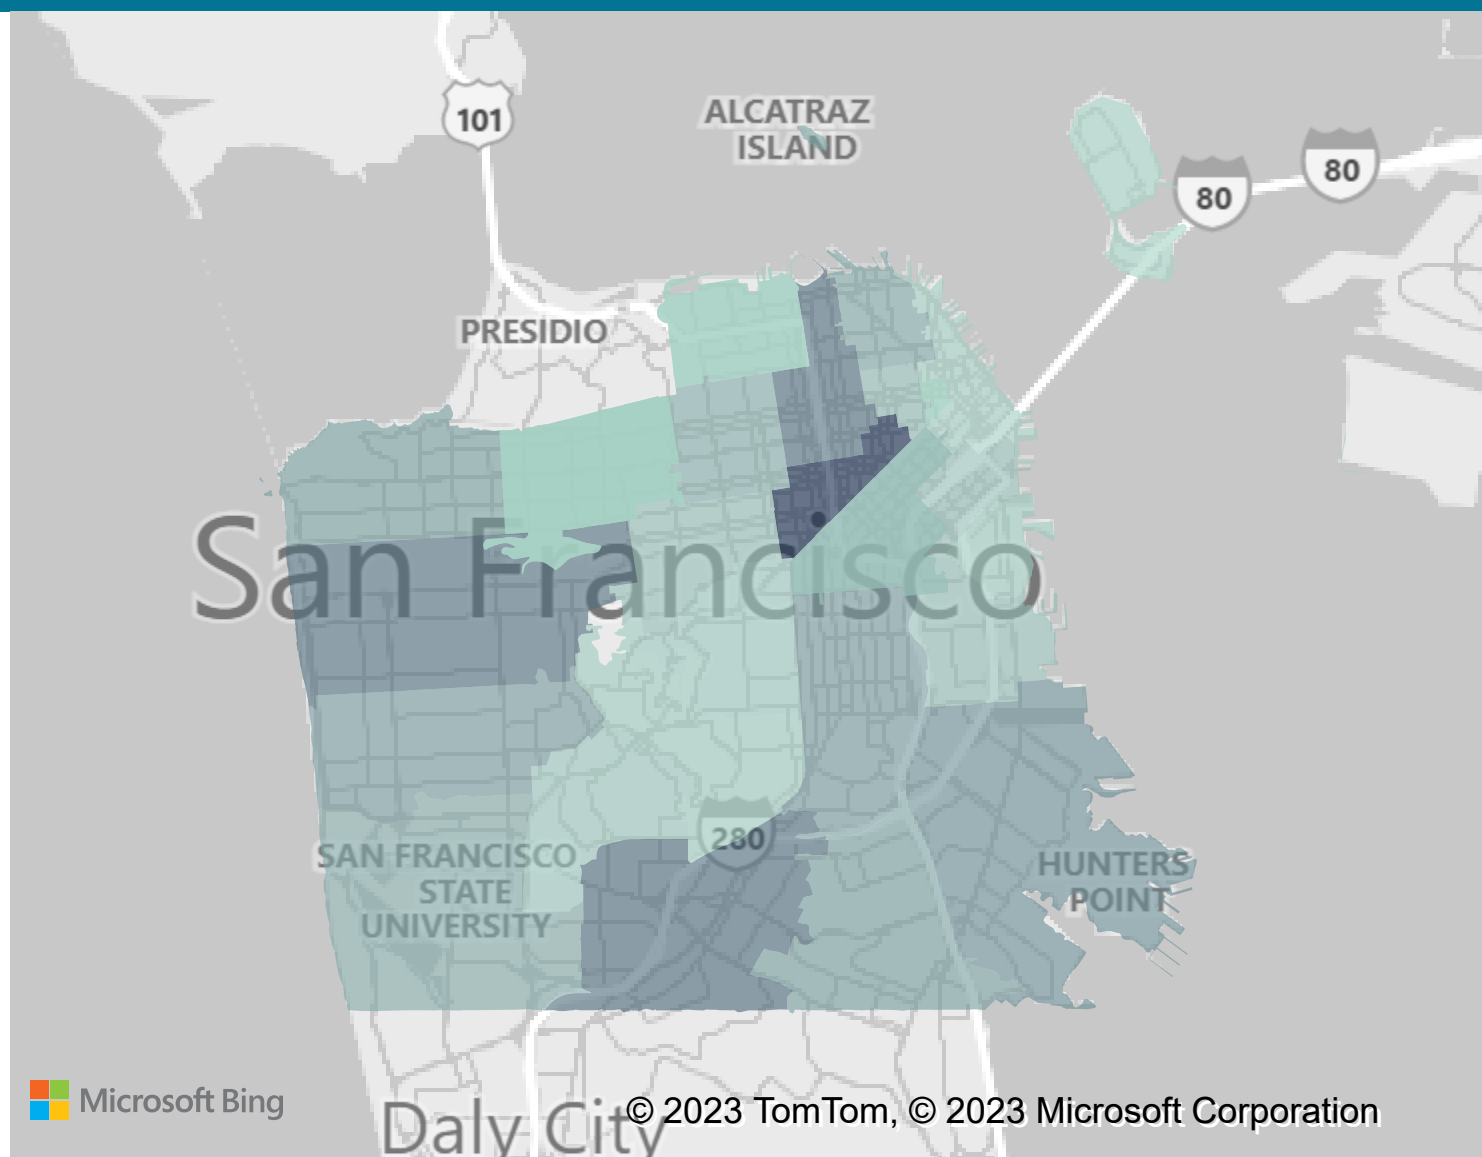 101
ALCATRAZ
ISLAND
80
80
PRESIDIO
San Francisco
280
SAN FRANCISCO
STATE
UNIVERSITY
HUNTERS
POINT
Microsoft Bing
Daly City
© 2023 TomTom, © 2023 Microsoft Corporation